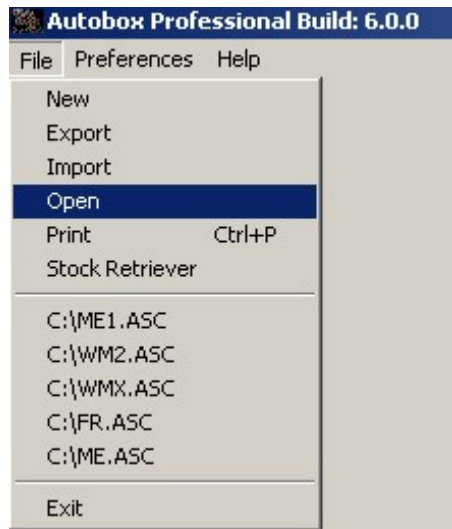 Autobox Professional Build: 6.0.0
File Preferences Help
New
Export
Import
Open
Print Ctrl+P
Stock Retriever
C:\ME1.ASC
C:\WM2.ASC
C:\WMX.ASC
C:\FR.ASC
C:\ME.ASC
Exit